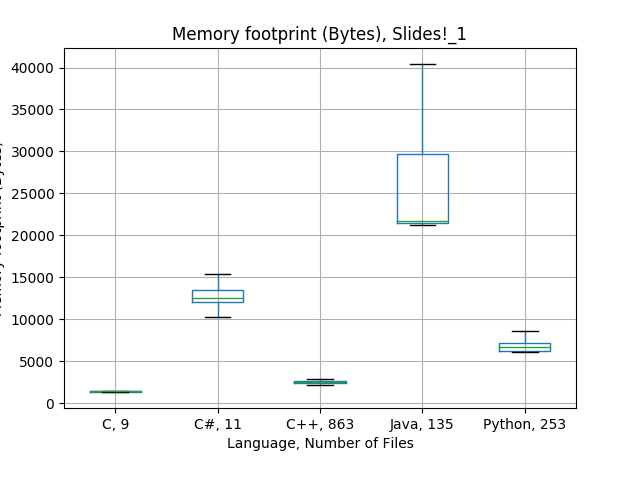 Memory footprint (Bytes), Slides!_1
40000
35000
30000
25000
20000
15000
10000
5000
0
C, 9
C#, 11
C++, 863
Java, 135
Python, 253
Language, Number of Files